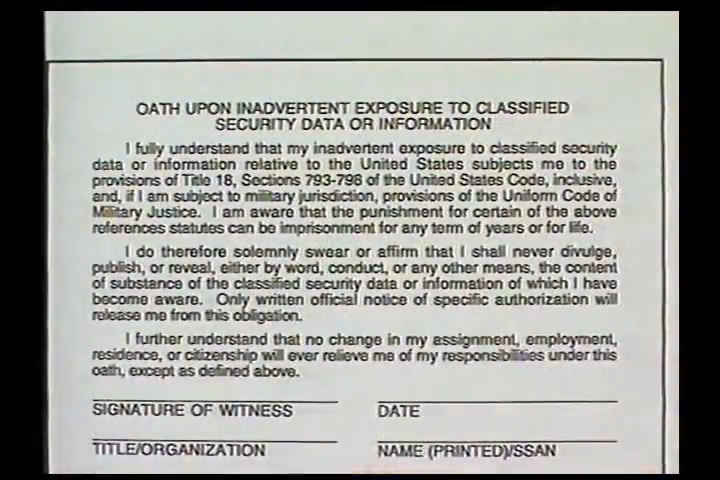 OATH UPON INADVERTENT EXPOSURE TO CLASSIFIED
SECURITY DATA OR INFORMATION
I fully understand that my inadvertent exposure to classified security
data or information relative to the United States subjects me to the
provisions of Title 18, Sections 793-798 of the United States Code, inclusive,
and, if I am subject to military jurisdiction, provisions of the Uniform Code of
Military Justice. I am aware that the punishment for certain of the above
references statutes can be imprisonment for any term of years or for life.
I do therefore solemnly swear or affirm that I shall never divulge,
publish, or reveal, either by word, conduct, or any other means, the content
of substance of the classified security data or information of which I have
become aware. Only written official notice of specific authorization will
release me from this obligation.
I further understand that no change in my assignment, employment,
residence, or citizenship will ever relieve me of my responsibilities under this
oath, except as defined above.
SIGNATURE OF WITNESS DATE
TITLE/ORGANIZATION NAME (PRINTED)/SSAN